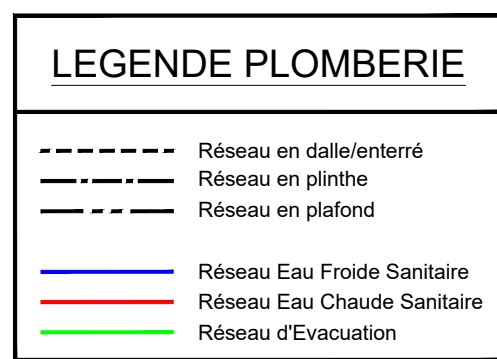 LEGENDE PLOMBERIE
Réseau en dalle/enterré
Réseau en plinthe
Réseau en plafond
Réseau Eau Froide Sanitaire
Réseau Eau Chaude Sanitaire
Réseau d'Evacuation